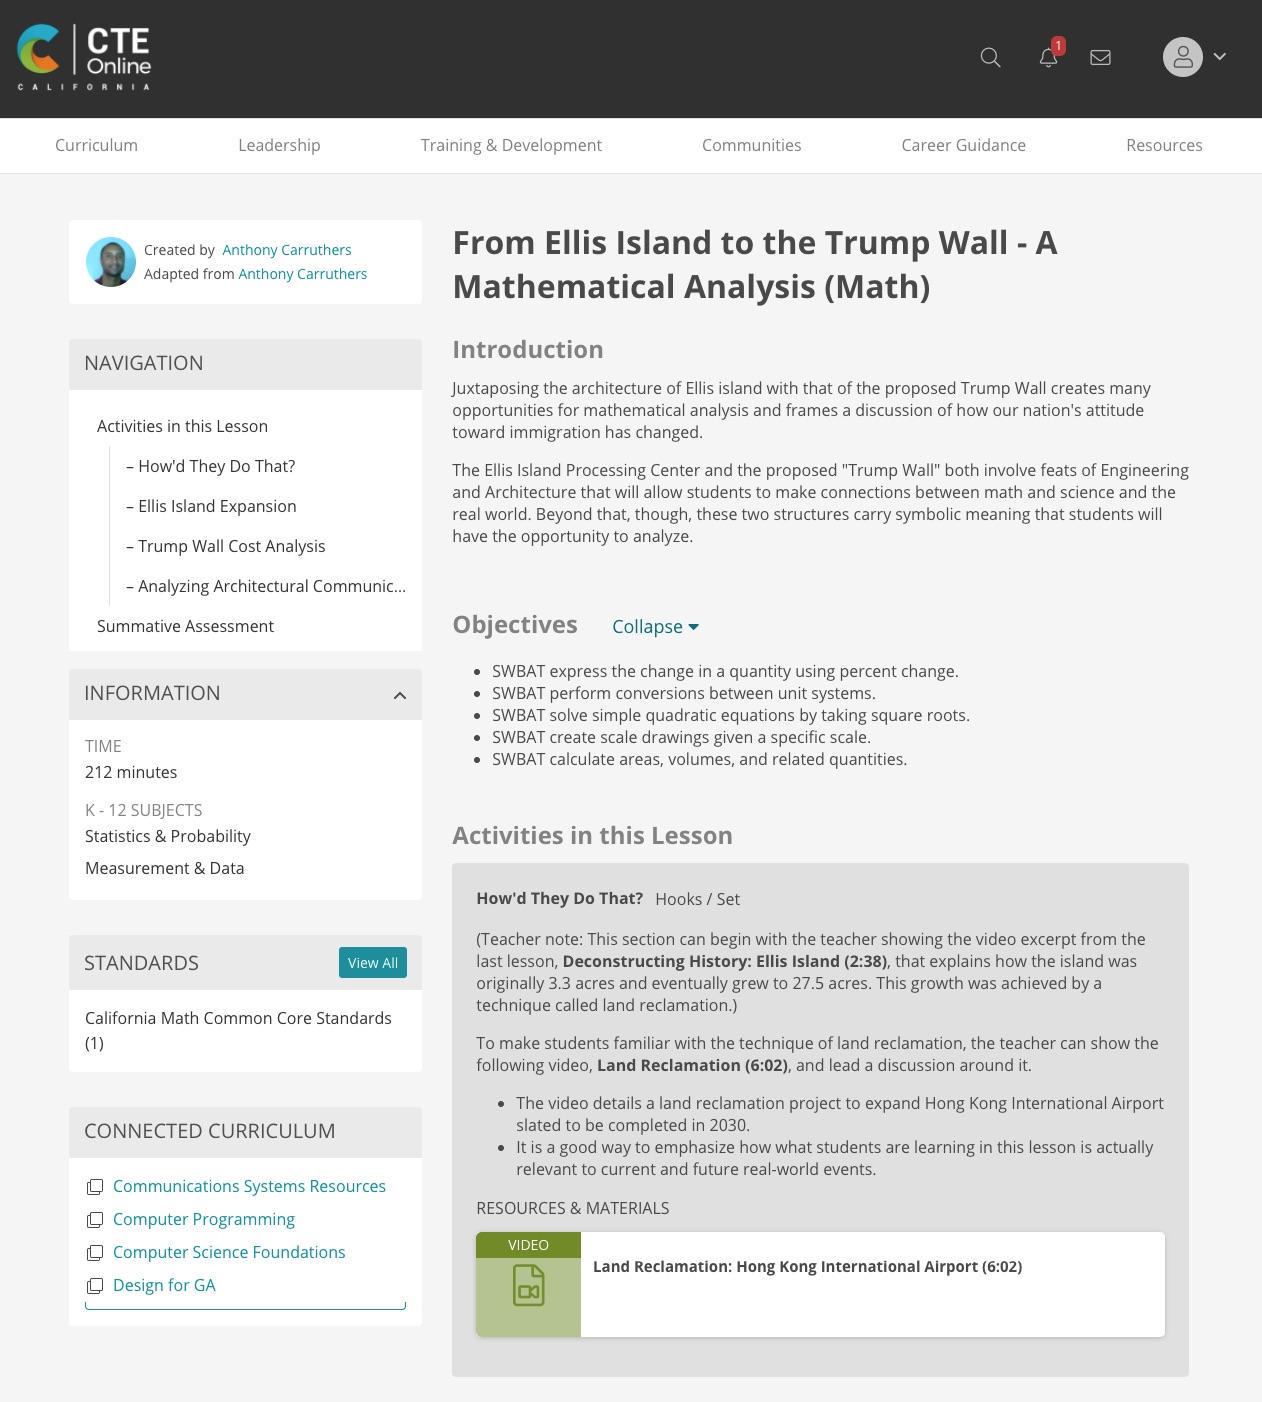 CTE
Online
CALIFORNIA
1
Curriculum
Leadership
Training & Development
Communities
Career Guidance
Resources
Created by Anthony Carruthers
Adapted from Anthony Carruthers
NAVIGATION
Activities in this Lesson
– How'd They Do That?
– Ellis Island Expansion
– Trump Wall Cost Analysis
– Analyzing Architectural Communic...
Summative Assessment
INFORMATION
TIME
212 minutes
K - 12 SUBJECTS
Statistics & Probability
Measurement & Data
STANDARDS
View All
California Math Common Core Standards
(1)
CONNECTED CURRICULUM
Communications Systems Resources
Computer Programming
Computer Science Foundations
Design for GA
From Ellis Island to the Trump Wall - A
Mathematical Analysis (Math)
Introduction
Juxtaposing the architecture of Ellis island with that of the proposed Trump Wall creates many
opportunities for mathematical analysis and frames a discussion of how our nation's attitude
toward immigration has changed.
The Ellis Island Processing Center and the proposed "Trump Wall" both involve feats of Engineering
and Architecture that will allow students to make connections between math and science and the
real world. Beyond that, though, these two structures carry symbolic meaning that students will
have the opportunity to analyze.
Objectives Collapse
• SWBAT express the change in a quantity using percent change.
• SWBAT perform conversions between unit systems.
• SWBAT solve simple quadratic equations by taking square roots.
• SWBAT create scale drawings given a specific scale.
• SWBAT calculate areas, volumes, and related quantities.
Activities in this Lesson
How'd They Do That? Hooks / Set
(Teacher note: This section can begin with the teacher showing the video excerpt from the
last lesson, Deconstructing History: Ellis Island (2:38), that explains how the island was
originally 3.3 acres and eventually grew to 27.5 acres. This growth was achieved by a
technique called land reclamation.)
To make students familiar with the technique of land reclamation, the teacher can show the
following video, Land Reclamation (6:02), and lead a discussion around it.
• The video details a land reclamation project to expand Hong Kong International Airport
slated to be completed in 2030.
• It is a good way to emphasize how what students are learning in this lesson is actually
relevant to current and future real-world events.
RESOURCES & MATERIALS
VIDEO
Land Reclamation: Hong Kong International Airport (6:02)